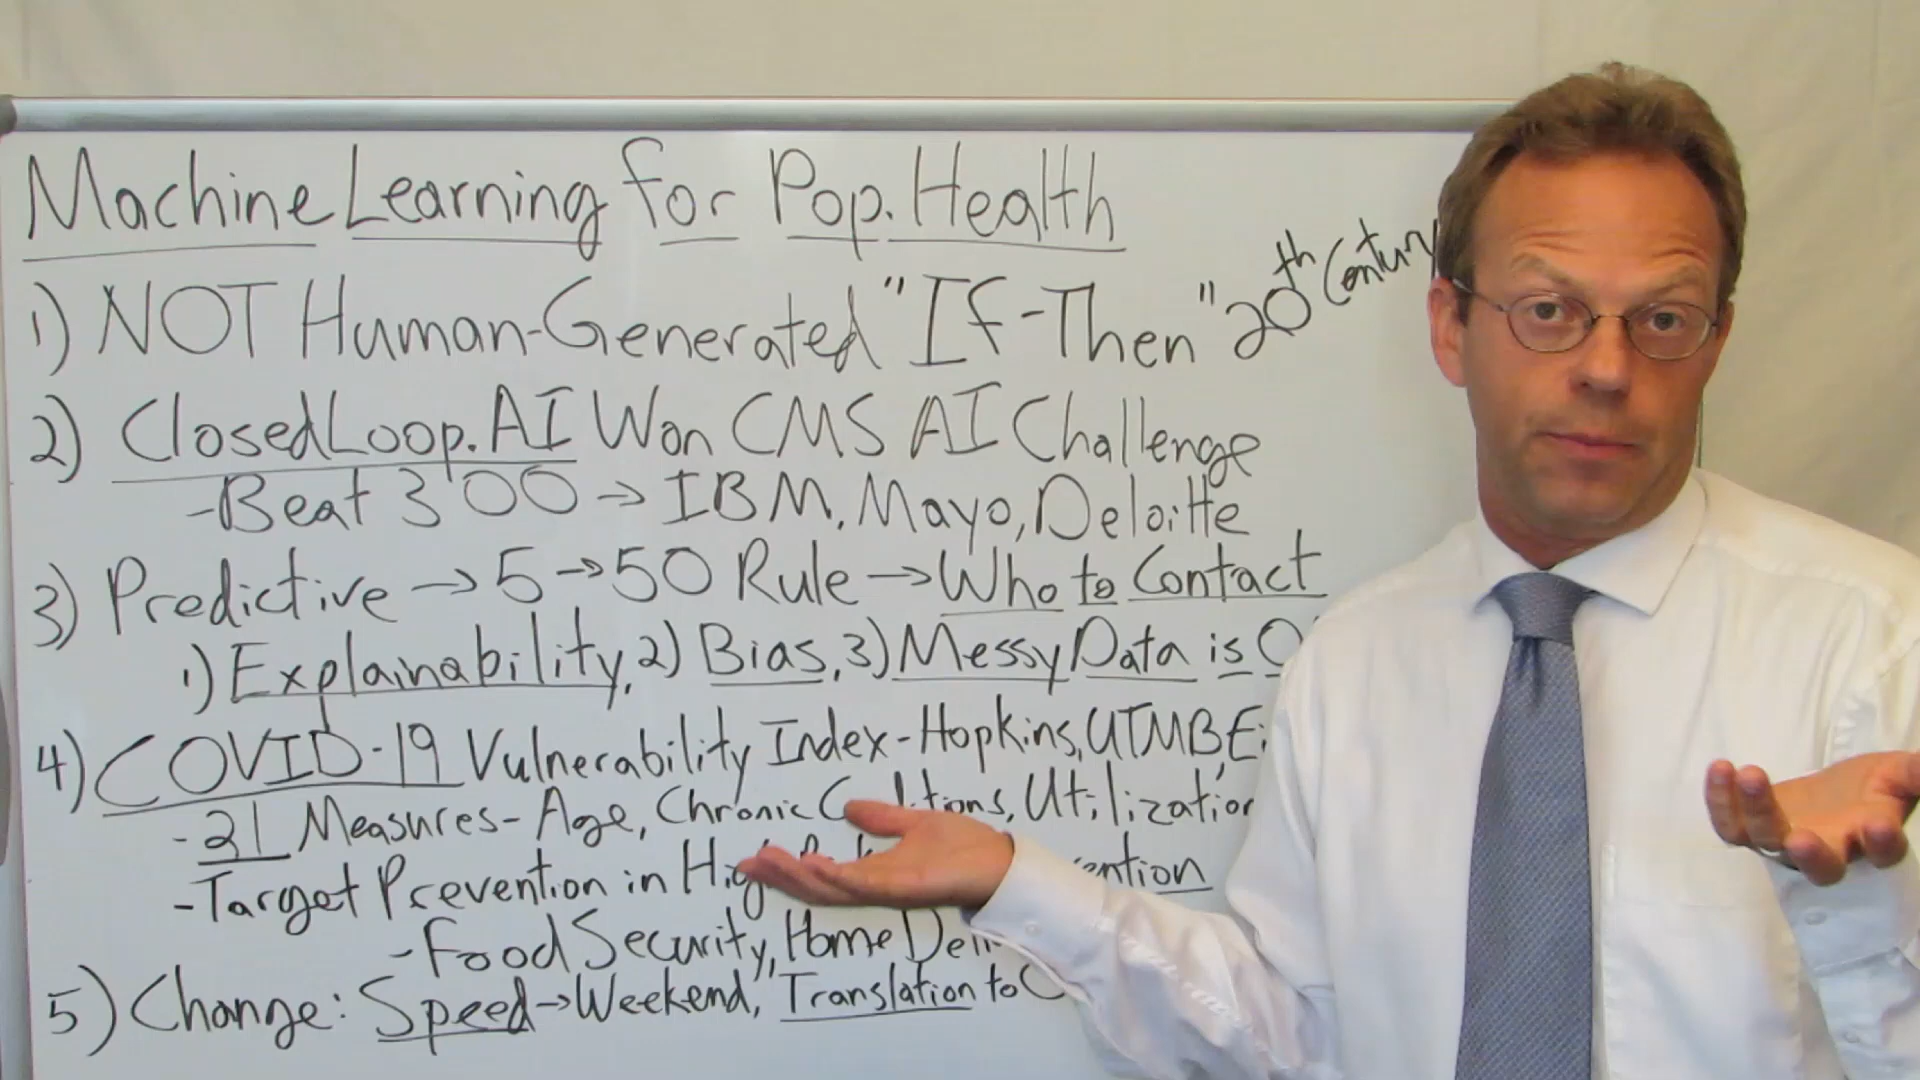 Machine Learning for Pop. Health
1) NOT Human-Generated "If-Then" 20th Century
2) ClosedLoop.AI Won CMS AI Challenge
-Beat 300 → IBM, Mayo, Deloitte
3) Predictive → 5 → 50 Rule → Who to Contact
1) Explainability, 2) Bias, 3) Messy Data is
4) COVID-19 Vulnerability Index - Hopkins, UTMB,
-21 Measures - Age, Chronic Utilization
-Target Prevention in
-Food Security, Home
5) Change: Speed → Weekend, Translation to